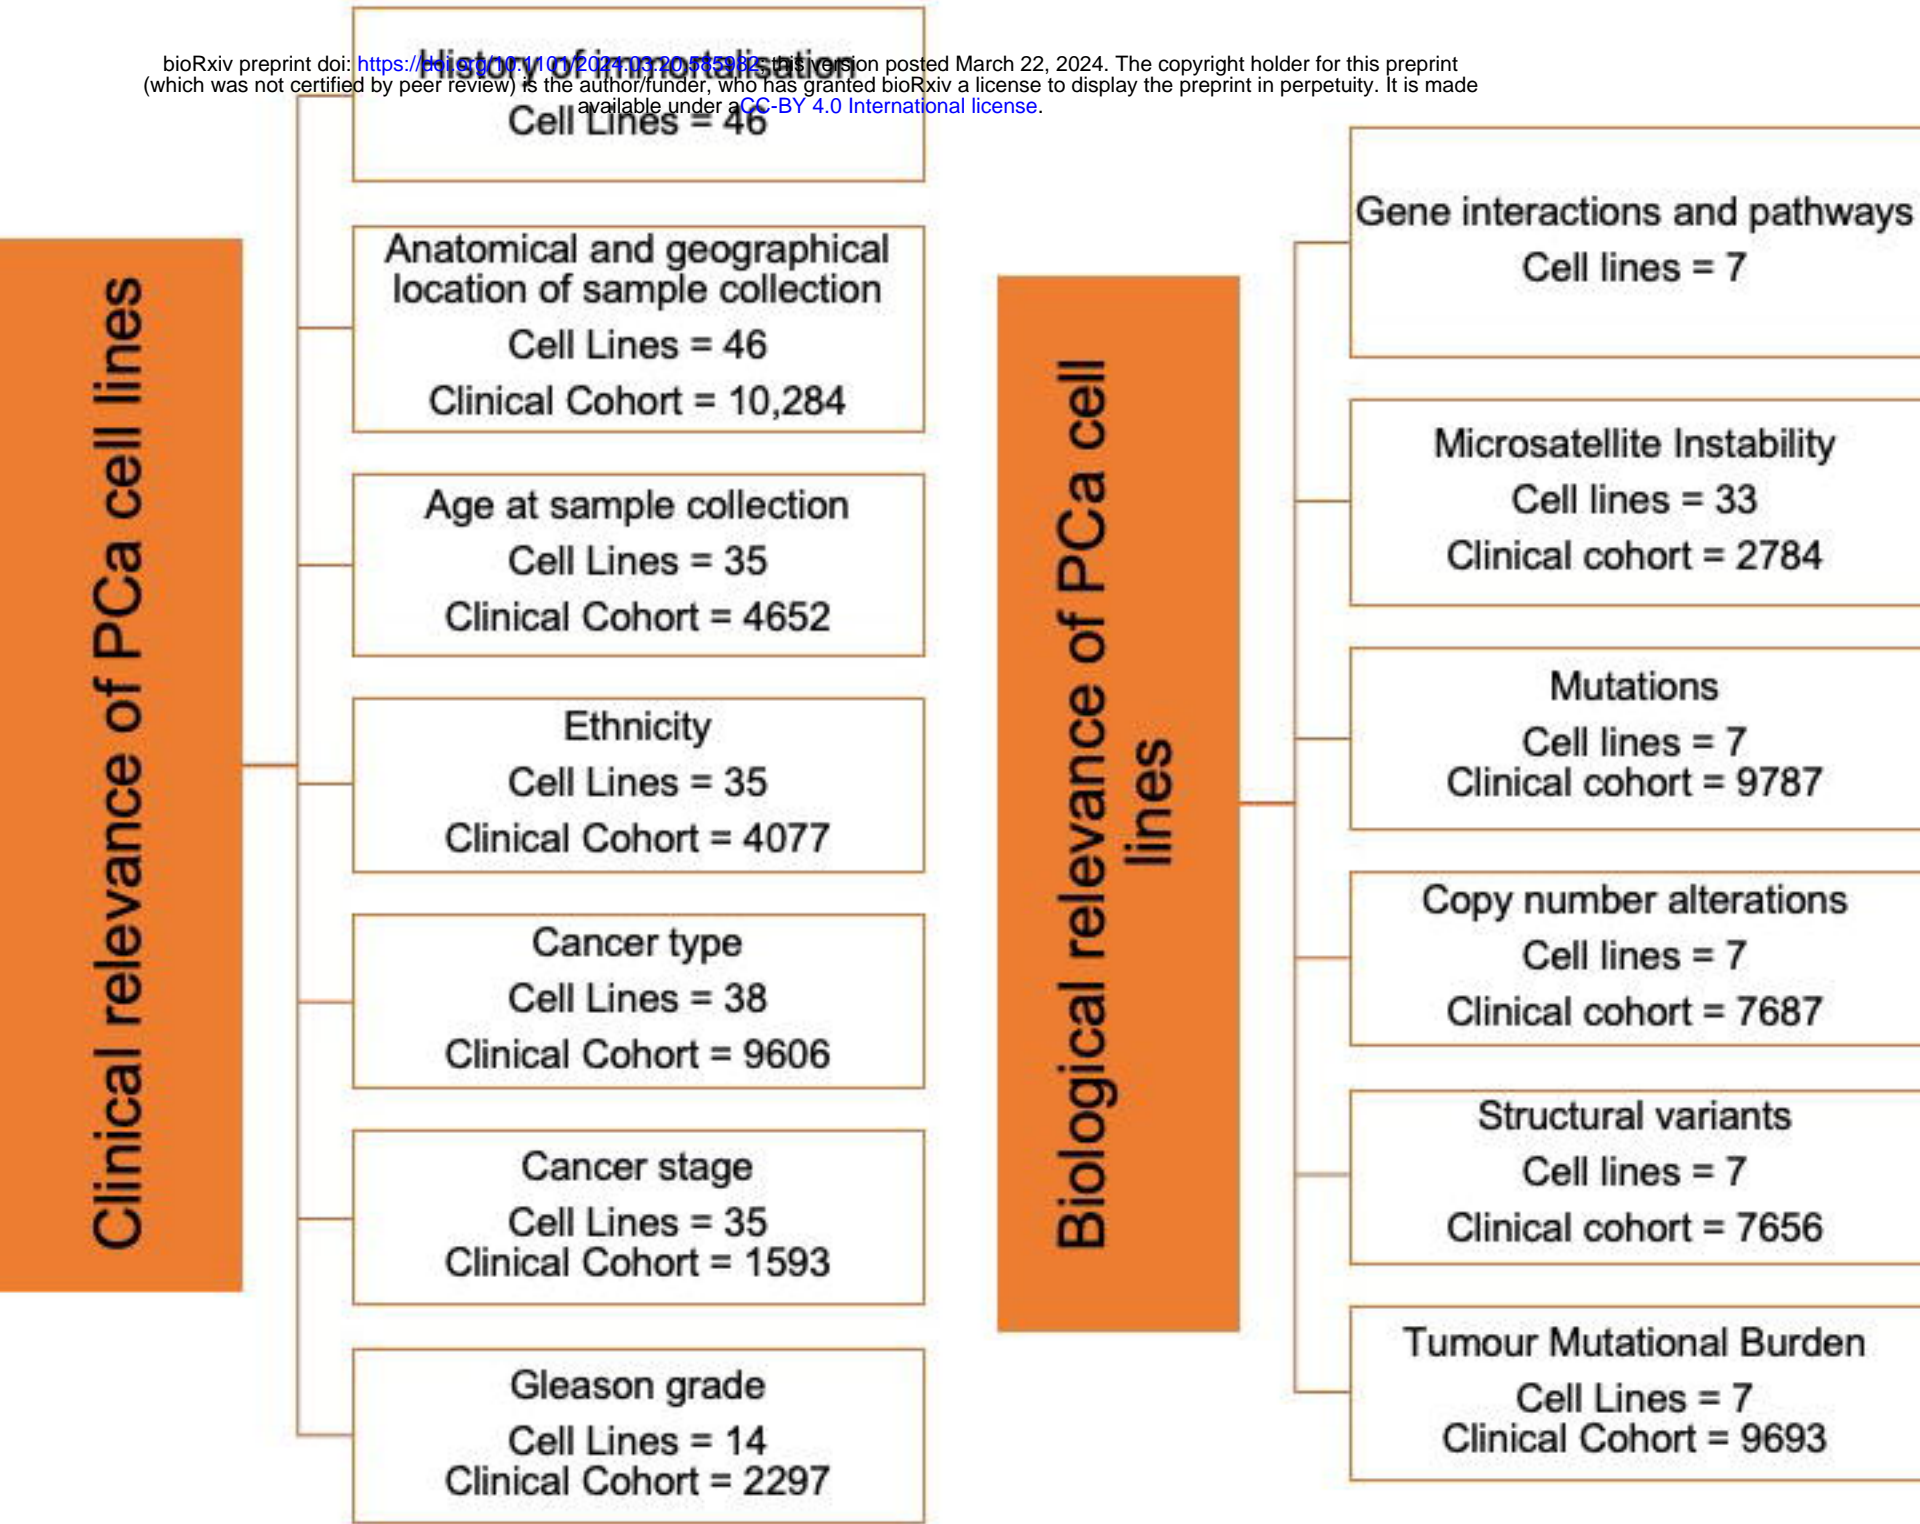 bioRxiv preprint doi: https://doi.org/10.1101/2024.03.20.585982; this version posted March 22, 2024. The copyright holder for this preprint
(which was not certified by peer review) is the author/funder, who has granted bioRxiv a license to display the preprint in perpetuity. It is made
available under aCC-BY 4.0 International license.
Clinical relevance of PCa cell lines
History of immortalisation
Cell Lines = 46
Anatomical and geographical
location of sample collection
Cell Lines = 46
Clinical Cohort = 10,284
Age at sample collection
Cell Lines = 35
Clinical Cohort = 4652
Ethnicity
Cell Lines = 35
Clinical Cohort = 4077
Cancer type
Cell Lines = 38
Clinical Cohort = 9606
Cancer stage
Cell Lines = 35
Clinical Cohort = 1593
Gleason grade
Cell Lines = 14
Clinical Cohort = 2297
Biological relevance of PCa cell
lines
Gene interactions and pathways
Cell lines = 7
Microsatellite Instability
Cell lines = 33
Clinical cohort = 2784
Mutations
Cell lines = 7
Clinical cohort = 9787
Copy number alterations
Cell lines = 7
Clinical cohort = 7687
Structural variants
Cell lines = 7
Clinical cohort = 7656
Tumour Mutational Burden
Cell Lines = 7
Clinical Cohort = 9693